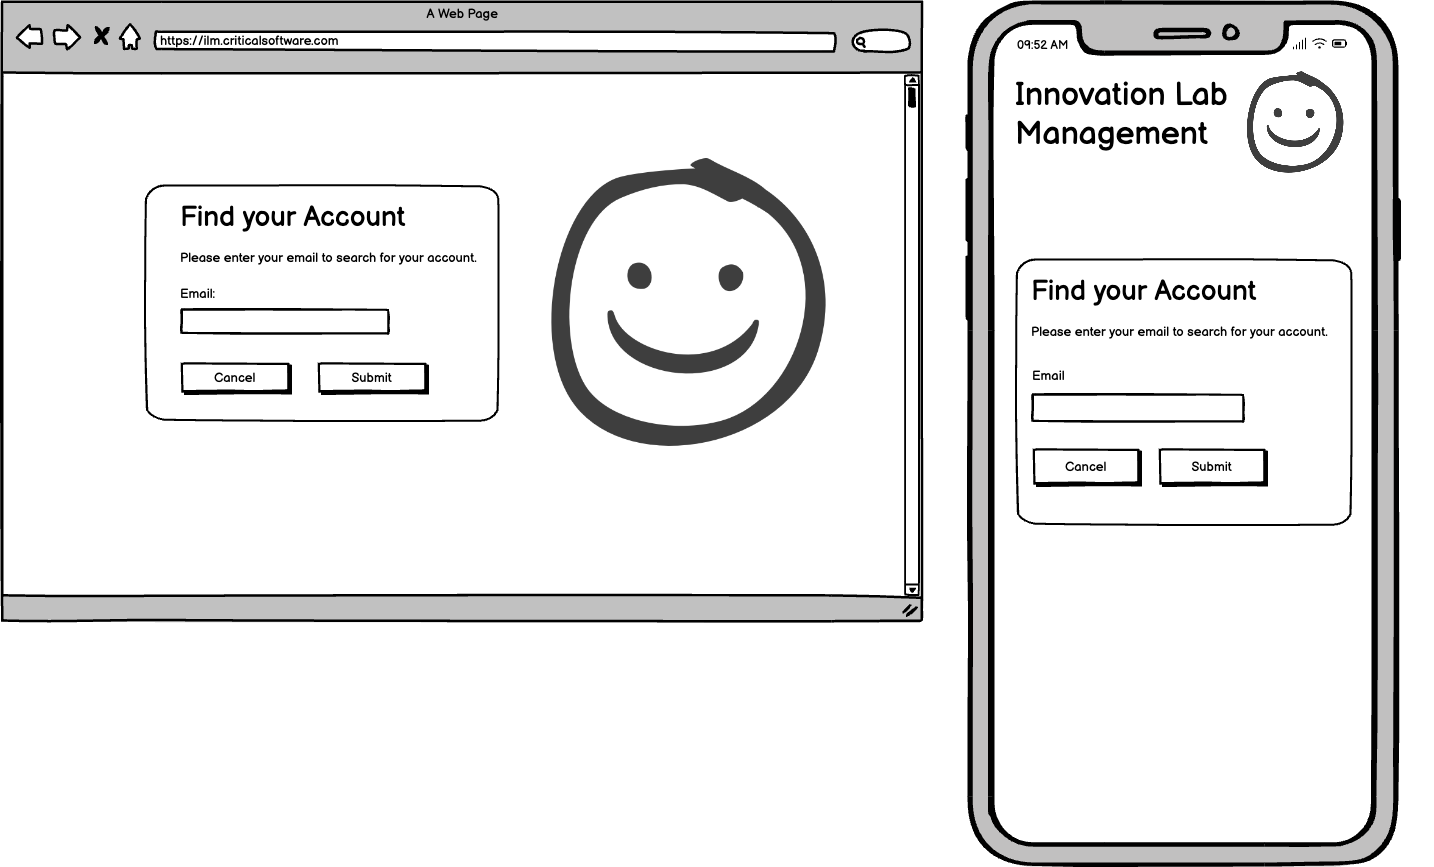 A Web Page
https://ilm.criticalsoftware.com
Find your Account
Please enter your email to search for your account.
Email:
Cancel
Submit
09:52 AM
Innovation Lab
Management
Find your Account
Please enter your email to search for your account.
Email
Cancel
Submit